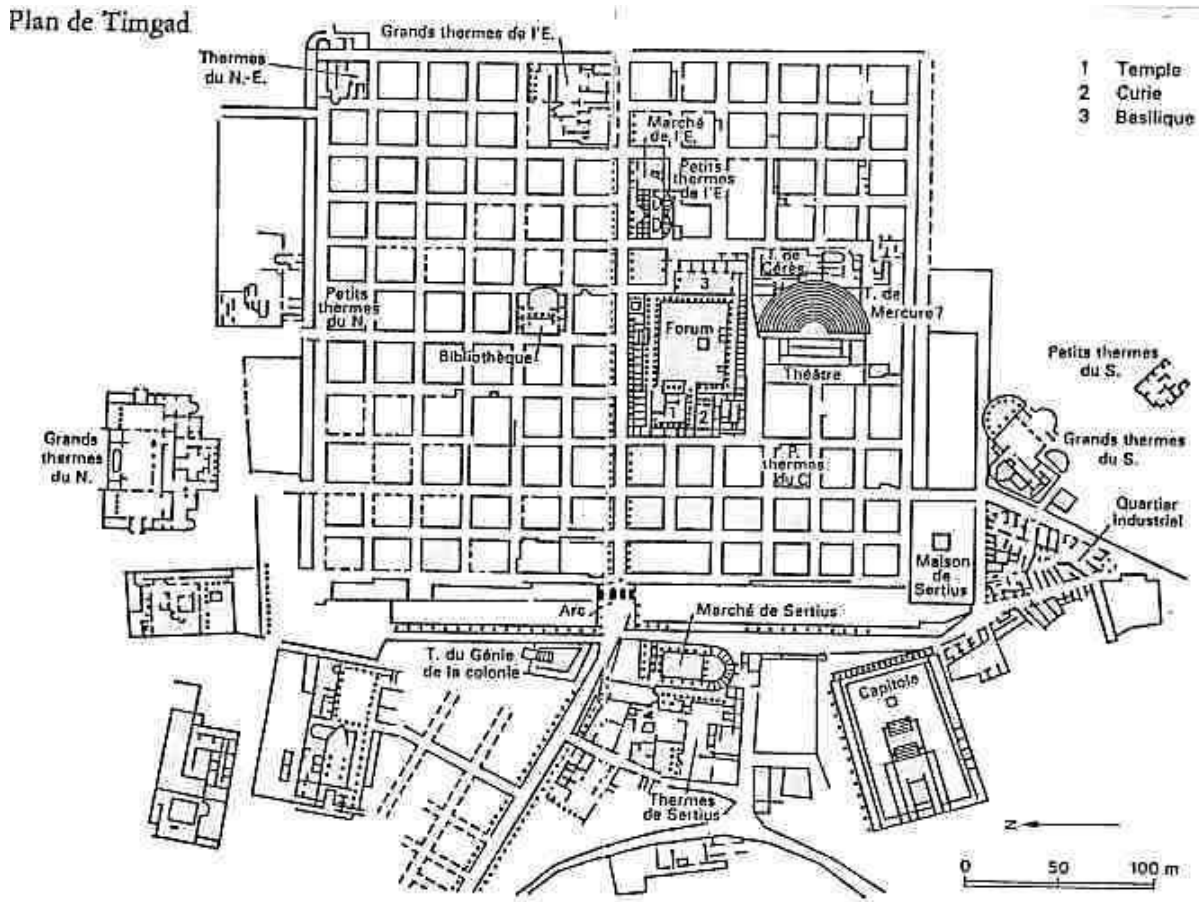 Plan de Timgad
Grands thermes de l'E.
Thermes
du N.-E.
1 Temple
2 Curie
3 Basilique
Marché
de l'E.
Petits
thermes
de l'E.
T. de
Cérès
3
T. de
Mercure?
Petits
thermes
du N.
Forum
Bibliothèque
Théâtre
Petits thermes
du S.
1
2
Grands
thermes
du N.
Grands thermes
du S.
P.
thermes
du C.
Quartier
Industriel
Maison
de
Sertius
Arc
Marché de Sertius
T. du Génie
de la colonie
Capitole
Thermes
de Sertius
N
0 50 100 m